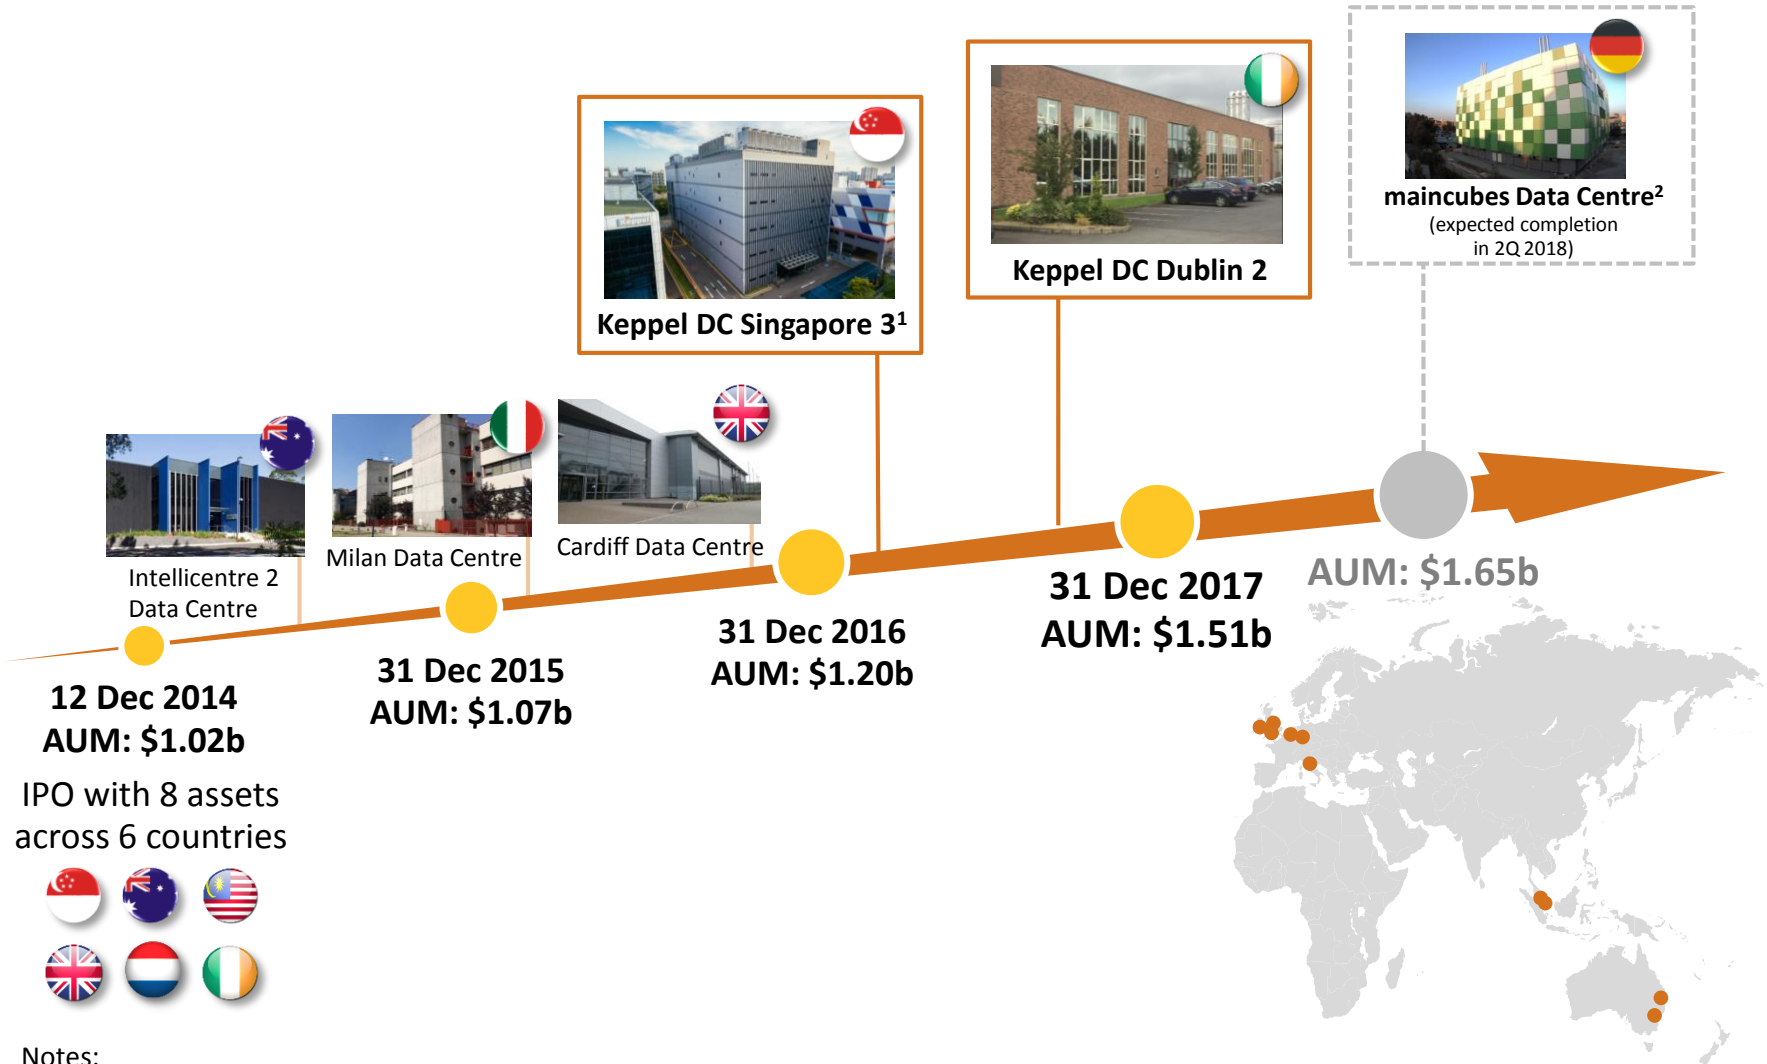 maincubes Data Centre²
(expected completion
in 2Q 2018)
Keppel DC Dublin 2
Keppel DC Singapore 3¹
Cardiff Data Centre
Milan Data Centre
Intellicentre 2
Data Centre
12 Dec 2014
AUM: $1.02b
31 Dec 2015
AUM: $1.07b
31 Dec 2016
AUM: $1.20b
31 Dec 2017
AUM: $1.51b
AUM: $1.65b
IPO with 8 assets
across 6 countries
Notes: